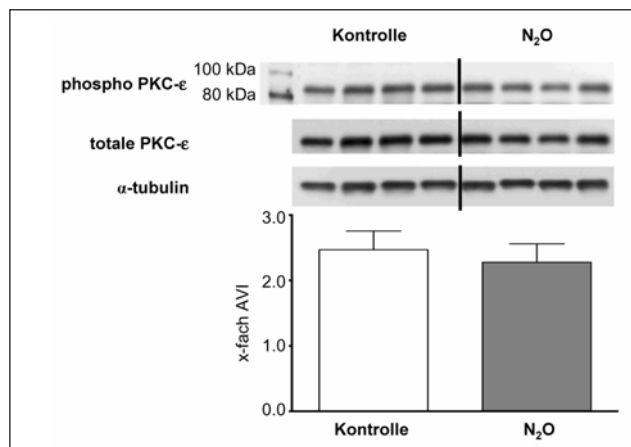 Kontrolle N₂O
100 kDa
phospho PKC-ε
80 kDa
totale PKC-ε
α-tubulin
3.0
2.0
x-fach AVI
1.0
0.0
Kontrolle N₂O